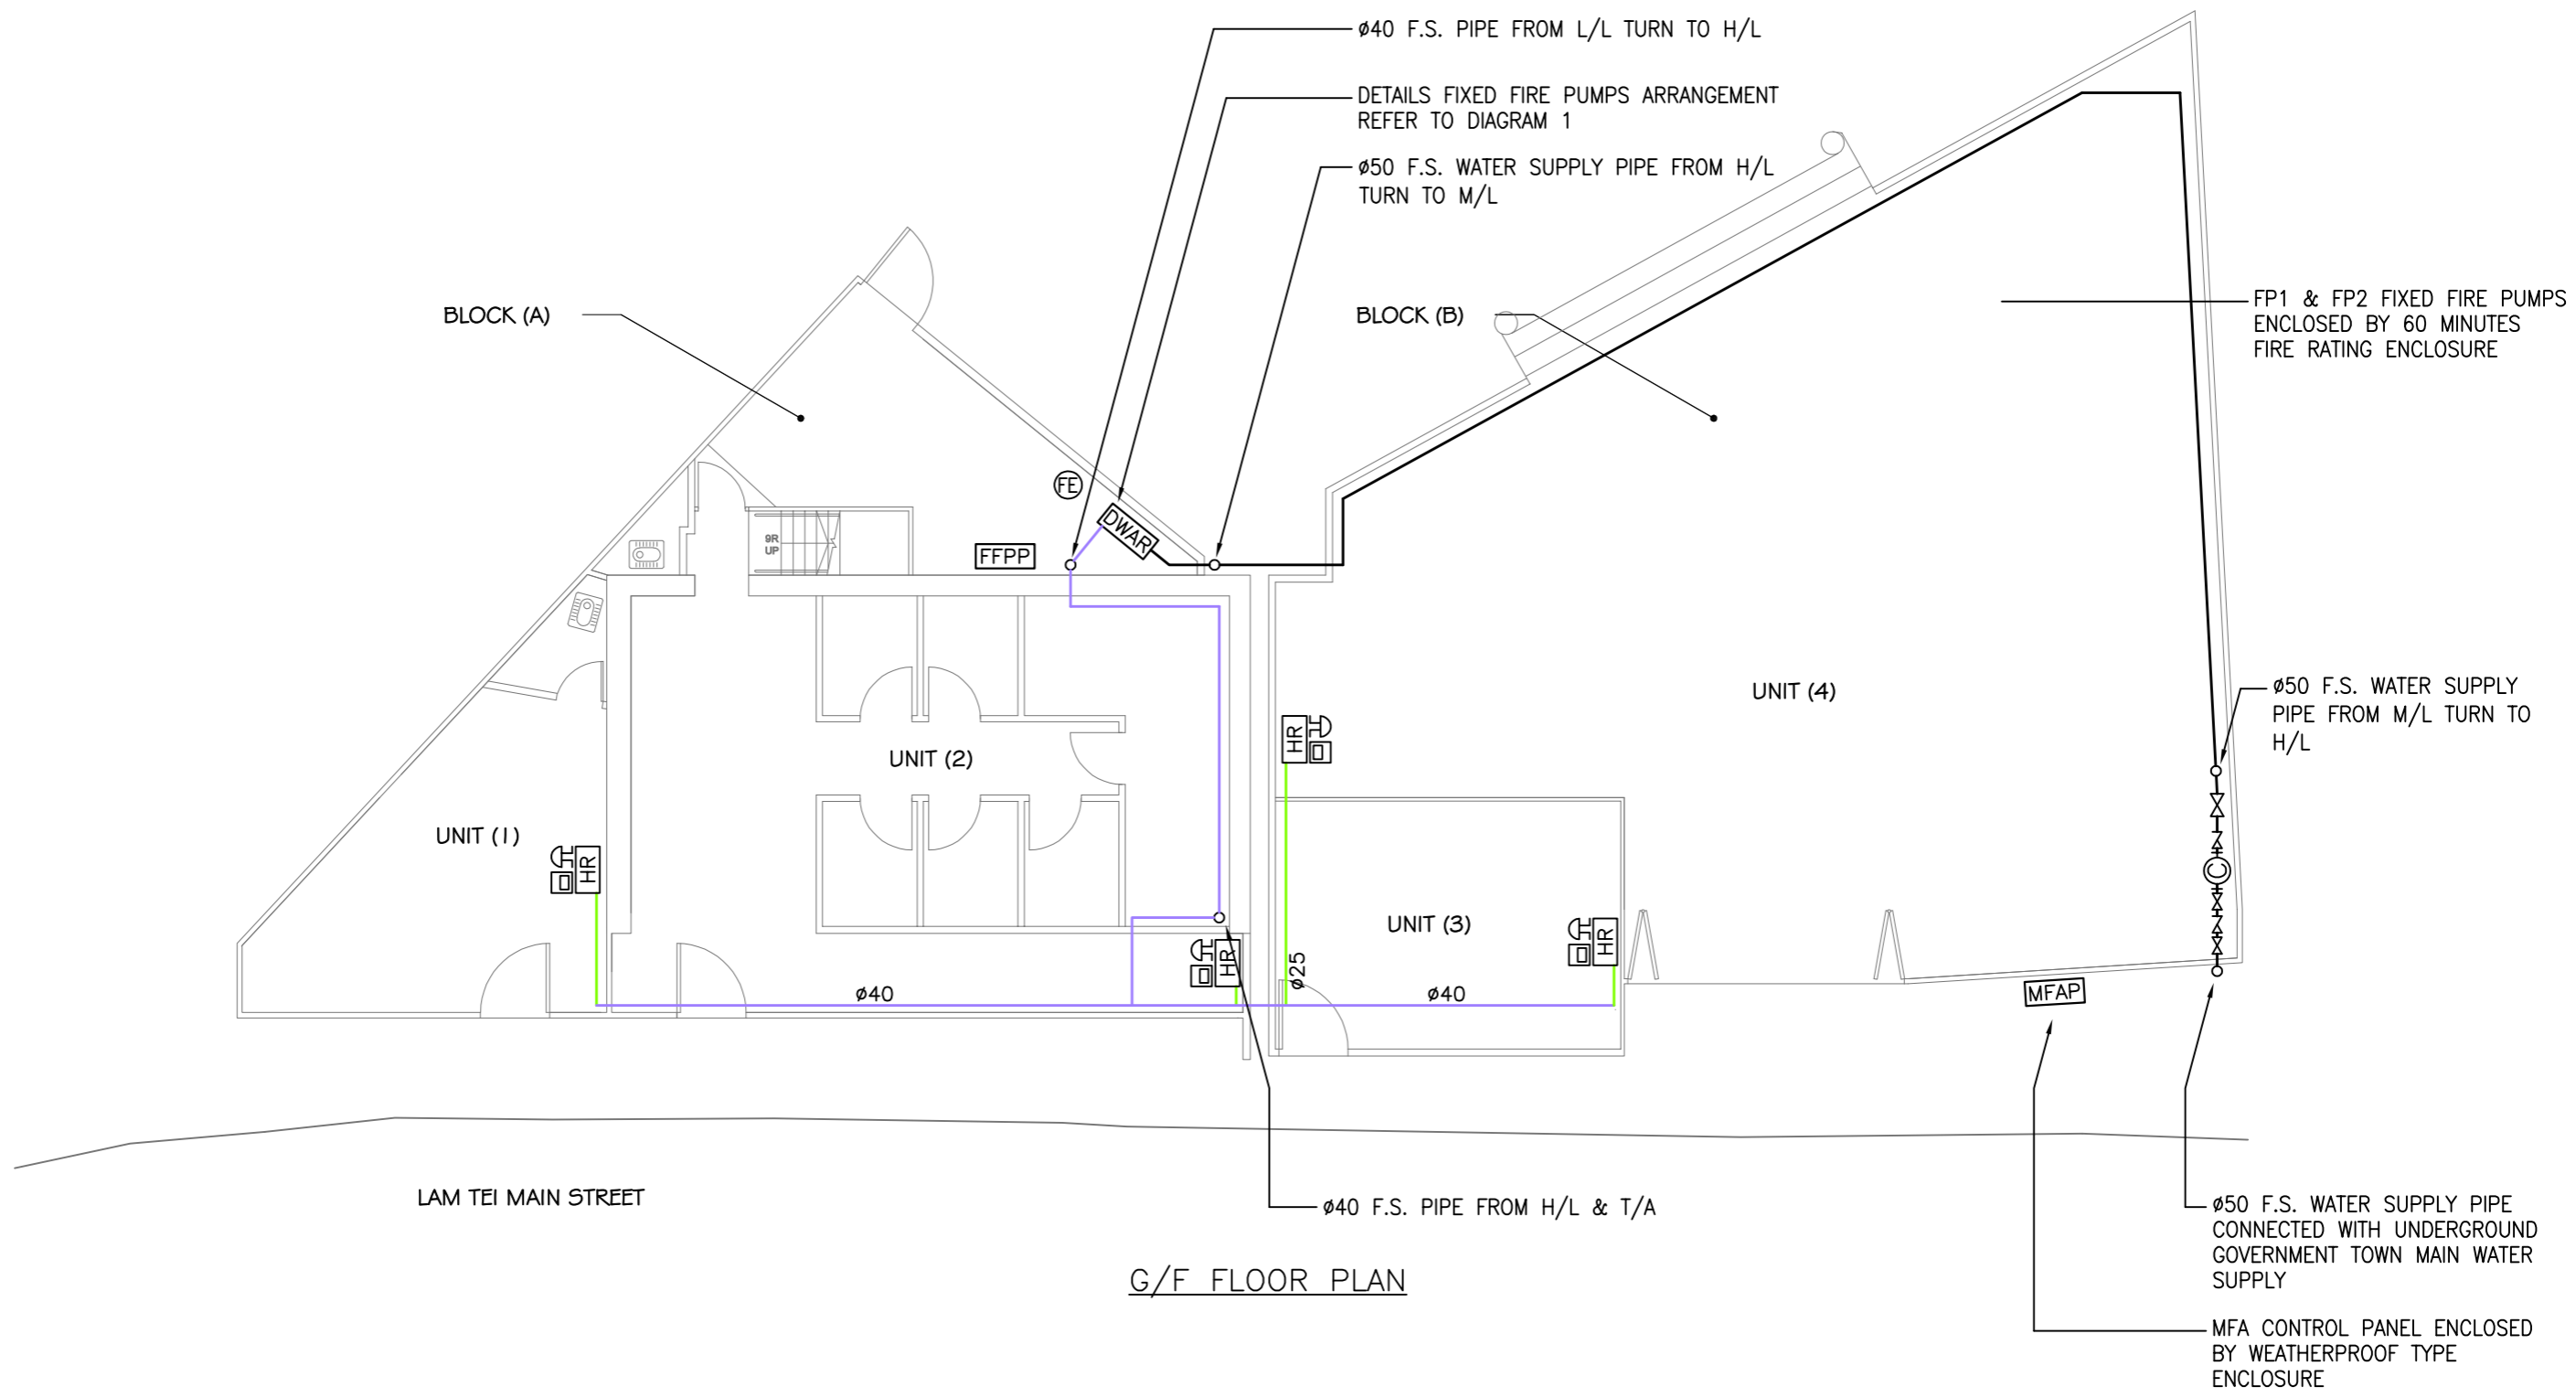 ø40 F.S. PIPE FROM L/L TURN TO H/L
DETAILS FIXED FIRE PUMPS ARRANGEMENT
REFER TO DIAGRAM 1
ø50 F.S. WATER SUPPLY PIPE FROM H/L
TURN TO M/L
BLOCK (A)
BLOCK (B)
FP1 & FP2 FIXED FIRE PUMPS
ENCLOSED BY 60 MINUTES
FIRE RATING ENCLOSURE
FE
DWAR
9R
UP
FFPP
UNIT (4)
ø50 F.S. WATER SUPPLY
PIPE FROM M/L TURN TO
H/L
HR
UNIT (2)
UNIT (1)
HR
C
UNIT (3)
HR
HR
ø25
ø40
ø40
MFAP
LAM TEI MAIN STREET
ø40 F.S. PIPE FROM H/L & T/A
ø50 F.S. WATER SUPPLY PIPE
CONNECTED WITH UNDERGROUND
GOVERNMENT TOWN MAIN WATER
SUPPLY
G/F FLOOR PLAN
MFA CONTROL PANEL ENCLOSED
BY WEATHERPROOF TYPE
ENCLOSURE